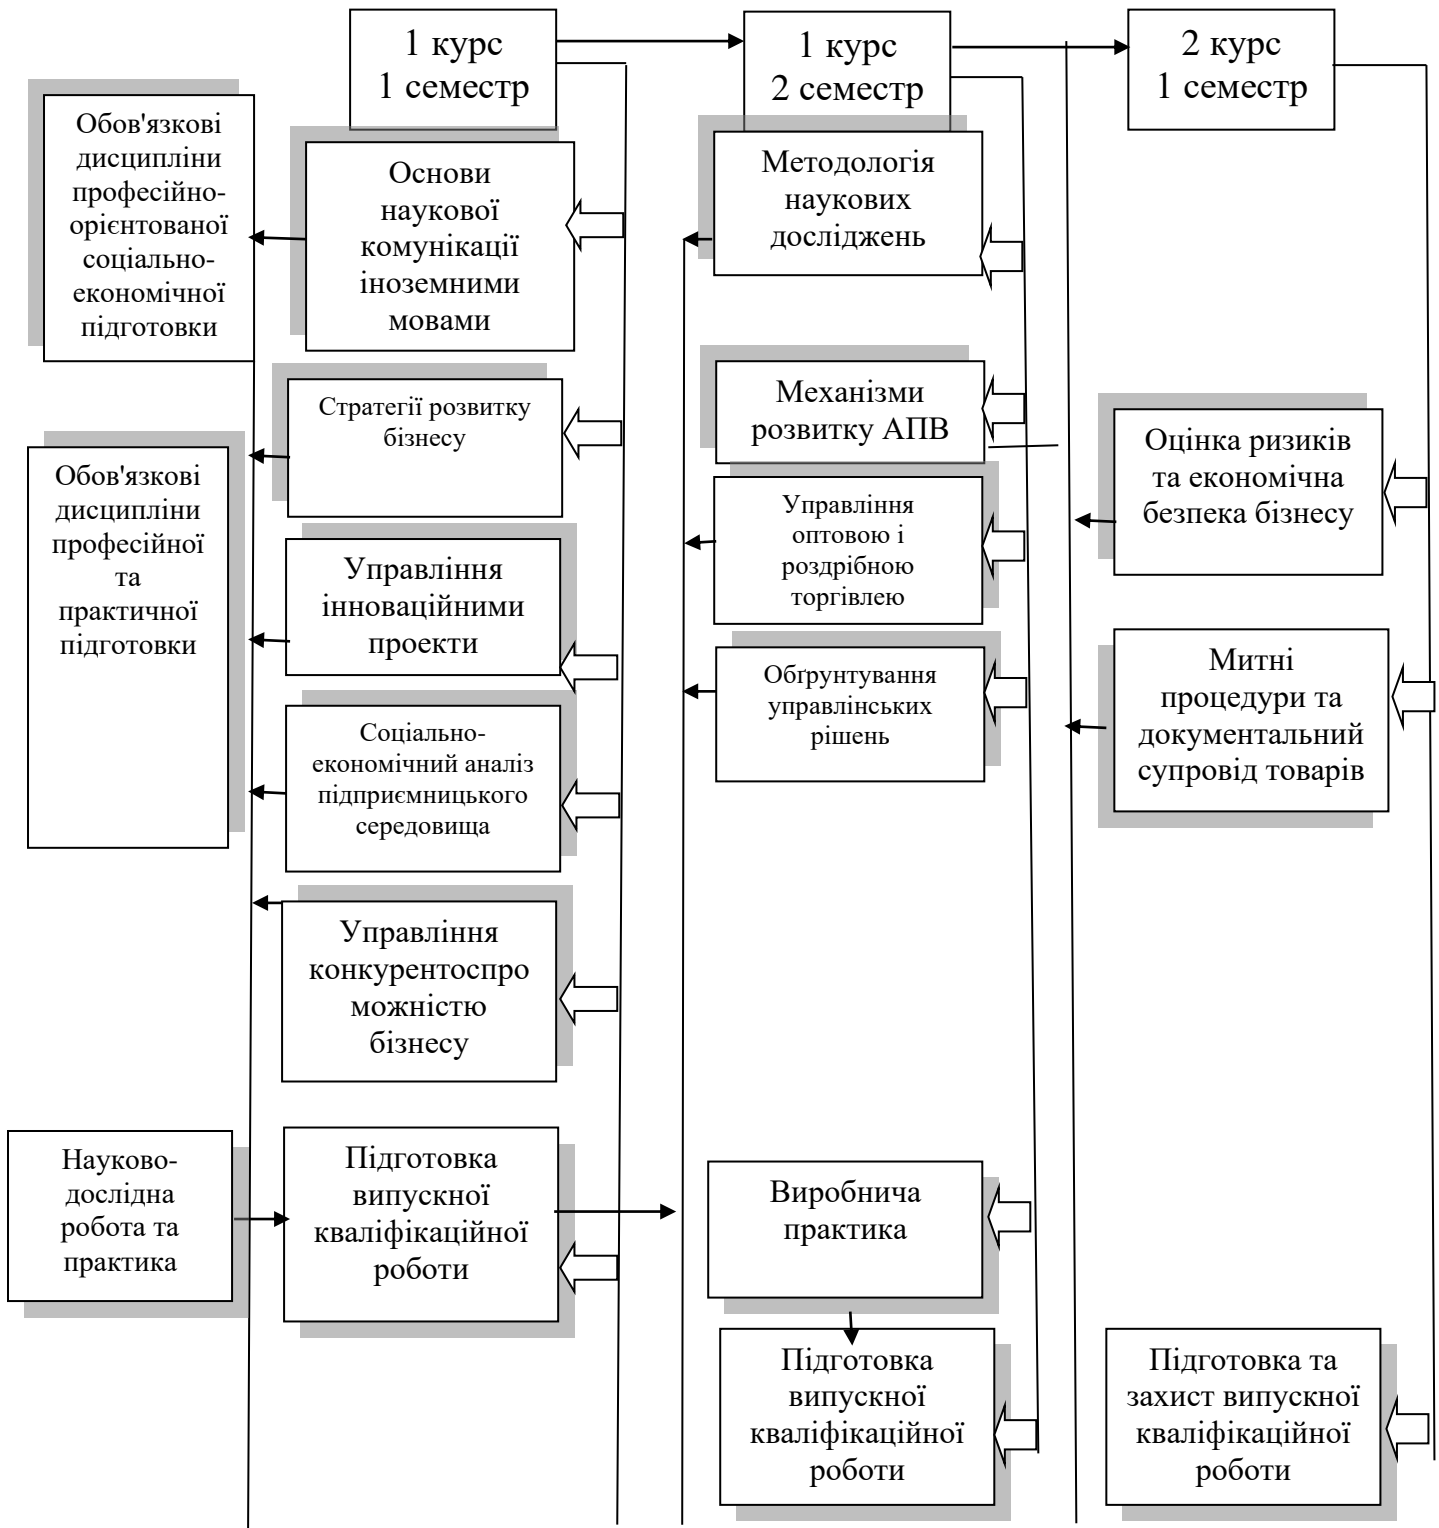 1 курс
1 семестр
1 курс
2 семестр
2 курс
1 семестр
Обов'язкові
дисципліни
професійно-
орієнтованої
соціально-
економічної
підготовки
Основи
наукової
комунікації
іноземними
мовами
Методологія
наукових
досліджень
Стратегії розвитку
бізнесу
Механізми
розвитку АПВ
Оцінка ризиків
та економічна
безпека бізнесу
Обов'язкові
дисципліни
професійної
та
практичної
підготовки
Управління
інноваційними
проекти
Управління
оптовою і
роздрібною
торгівлею
Митні
процедури та
документальний
супровід товарів
Соціально-
економічний аналіз
підприємницького
середовища
Обґрунтування
управлінських
рішень
Управління
конкурентоспро
можністю
бізнесу
Науково-
дослідна
робота та
практика
Підготовка
випускної
кваліфікаційної
роботи
Виробнича
практика
Підготовка
випускної
кваліфікаційної
роботи
Підготовка та
захист випускної
кваліфікаційної
роботи